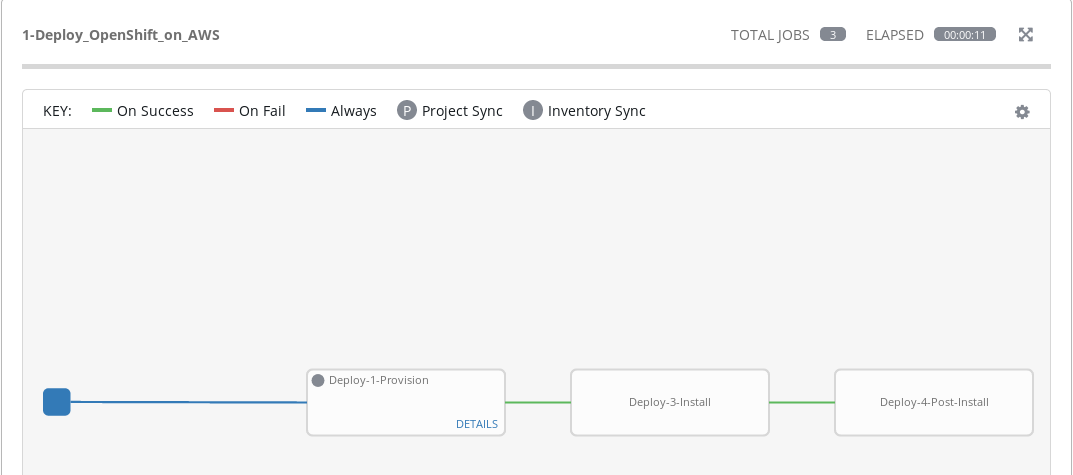 1-Deploy_OpenShift_on_AWS TOTAL JOBS 3 ELAPSED 00:00:11
KEY: On Success On Fail Always P Project Sync I Inventory Sync
Deploy-1-Provision
DETAILS
Deploy-3-Install
Deploy-4-Post-Install